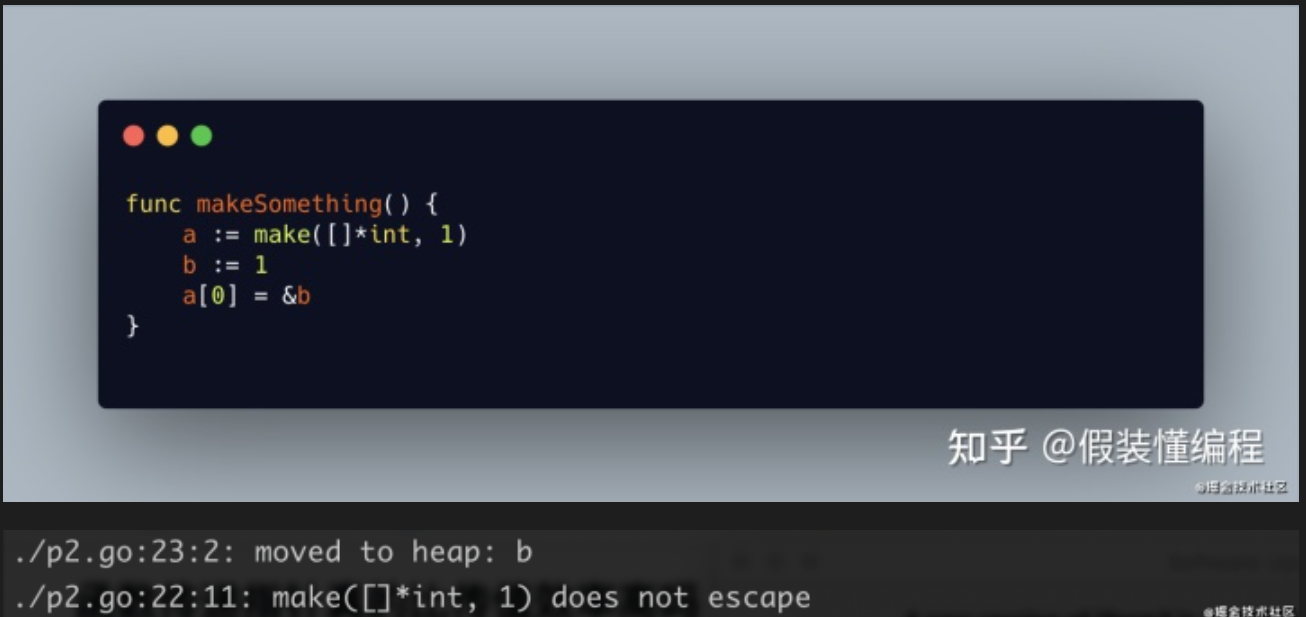 func makeSomething() {
    a := make([]*int, 1)
    b := 1
    a[0] = &b
}
知乎 @假装懂编程
@掘金技术社区
./p2.go:23:2: moved to heap: b
./p2.go:22:11: make([]*int, 1) does not escape
@掘金技术社区